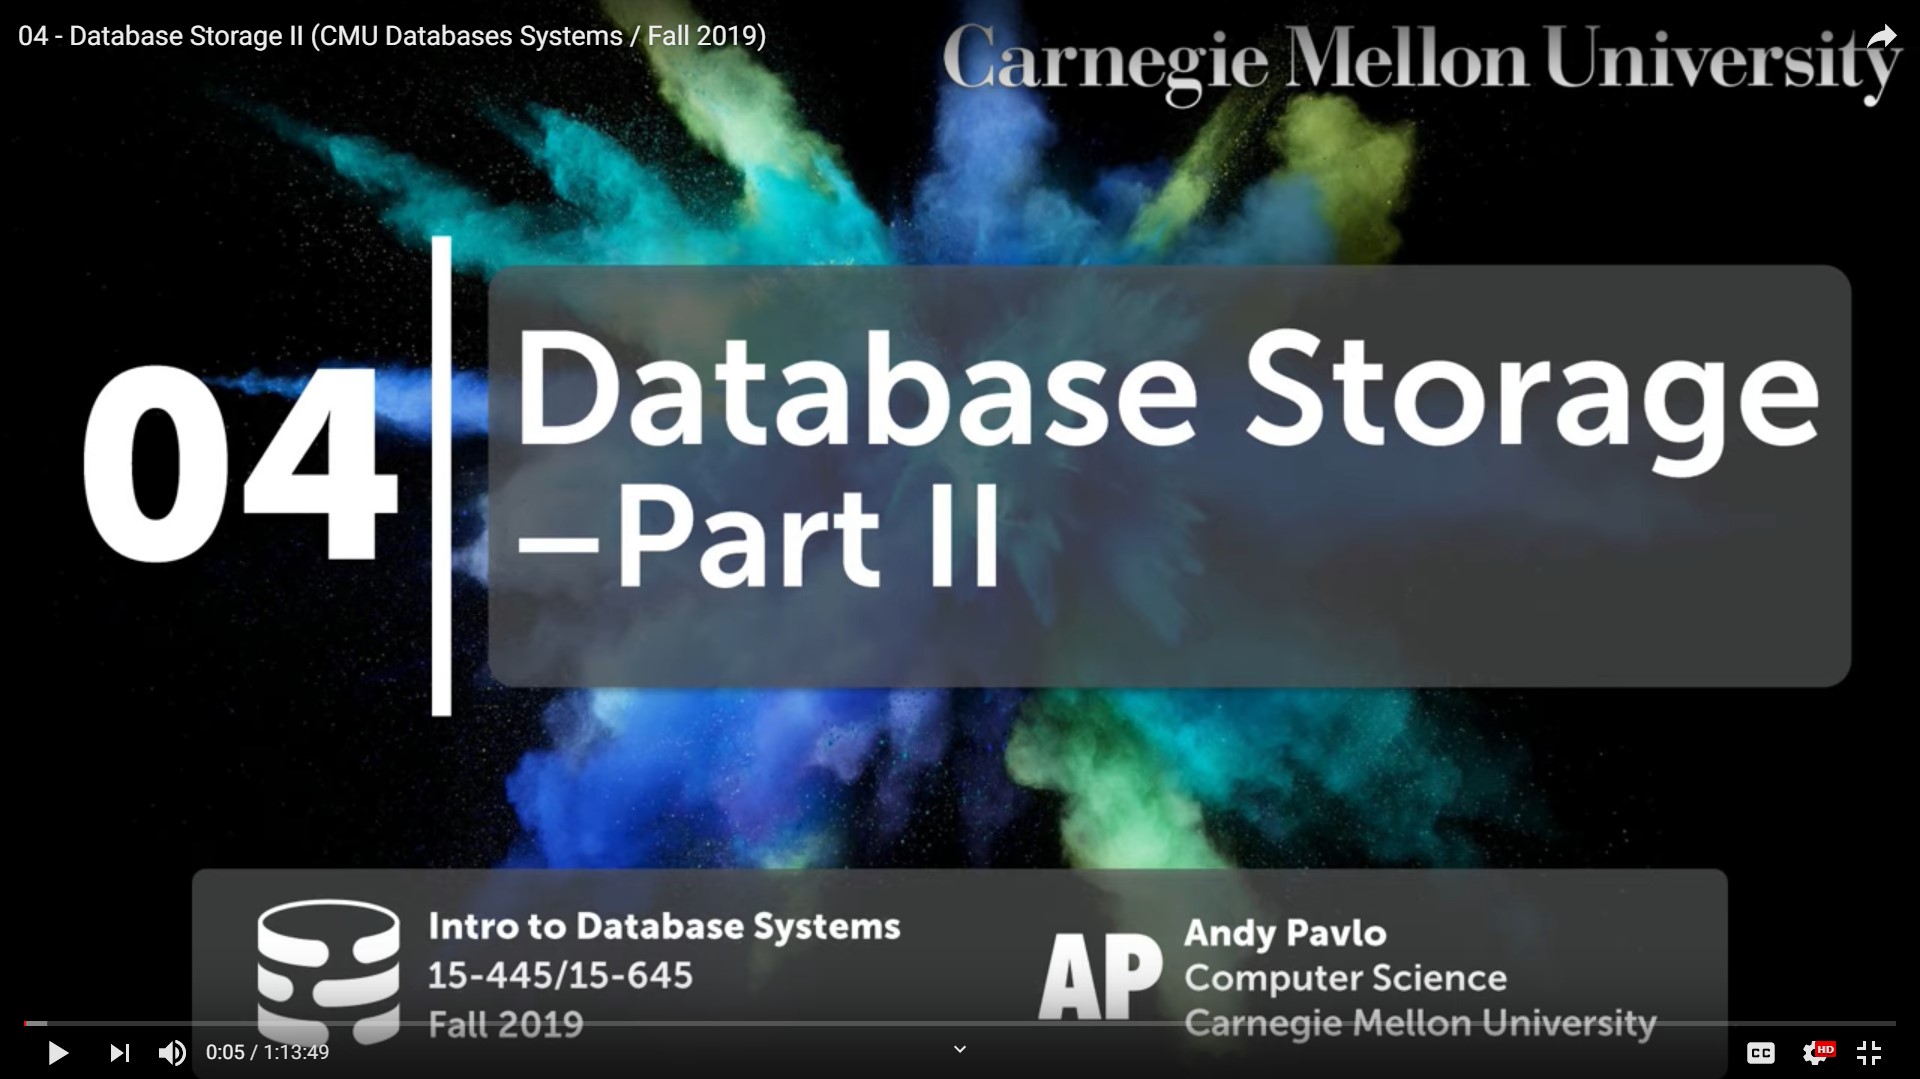 04 - Database Storage II (CMU Databases Systems / Fall 2019)
Carnegie Mellon University
04
Database Storage
–Part II
Intro to Database Systems
15-445/15-645
Fall 2019
AP
Andy Pavlo
Computer Science
Carnegie Mellon University
0:05 / 1:13:49
CC
HD